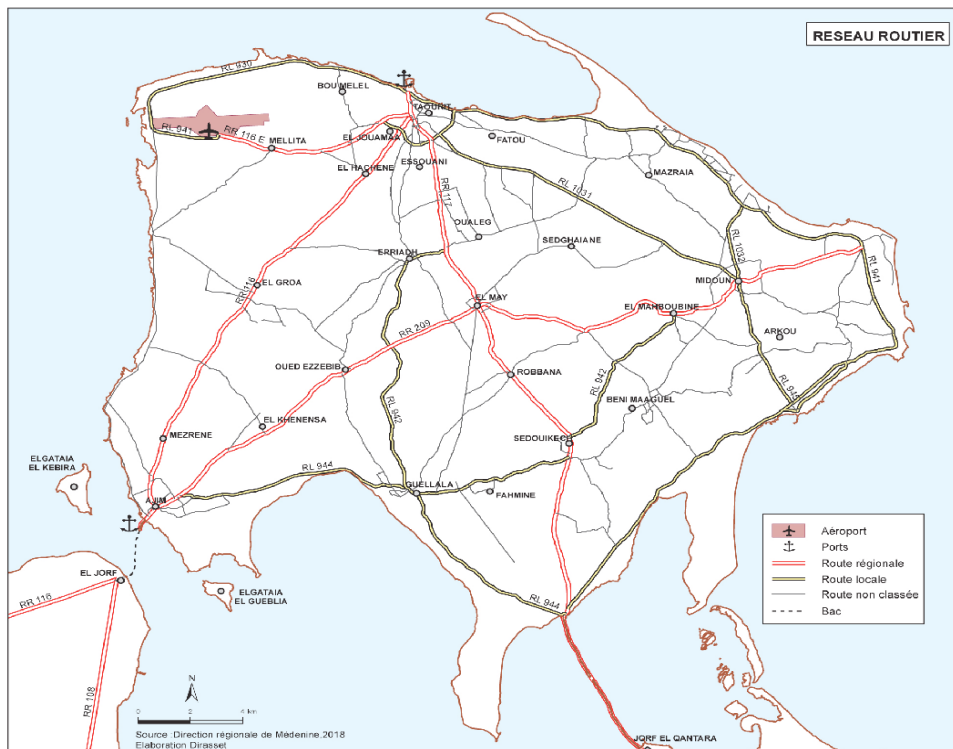 RESEAU ROUTIER
RL 930
BOU MELEL
TAOURIT
RL 941
RR 116 E
MELLITA
EL JOUAMAA
FATOU
ESSOUANI
EL HACHENE
MAZRAIA
RR 117
RL 1031
OUALEG
SEDGHAIANE
ERRIADH
RL 1032
RL 941
MIDOUN
RR 116
EL GROA
EL MAY
EL MAHBOUBINE
RR 209
ARKOU
OUED EZZEBIB
ROBBANA
RL 942
RL 945
BENI MAAGUEL
RL 942
EL KHENENSA
MEZRENE
SEDOUIKECH
ELGATAIA
EL KEBIRA
RL 944
AJIM
GUELLALA
FAHMINE
EL JORF
ELGATAIA
EL GUEBLIA
RL 944
RR 116
RR 108
JORF EL QANTARA
Aéroport
Ports
Route régionale
Route locale
Route non classée
Bac
N
0 2 4 km
Source :Direction régionale de Médenine.2018
Elaboration Dirasset